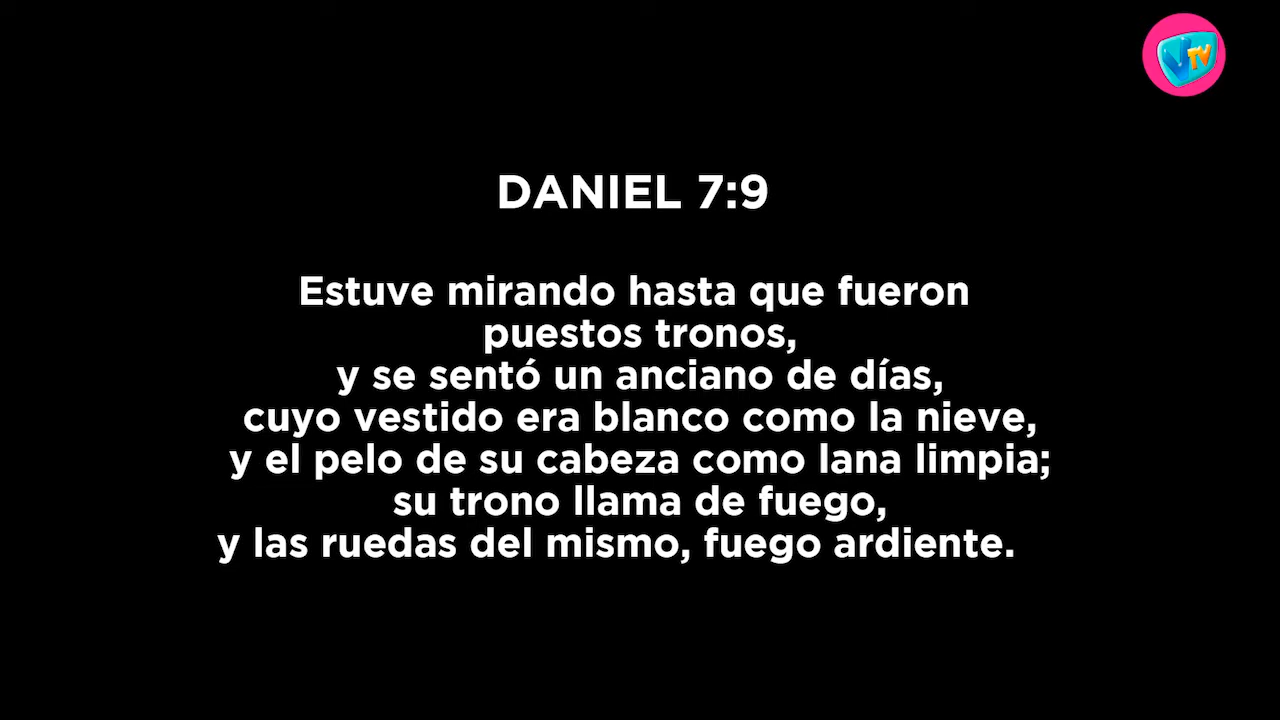 VTV
DANIEL 7:9
Estuve mirando hasta que fueron
puestos tronos,
y se sentó un anciano de días,
cuyo vestido era blanco como la nieve,
y el pelo de su cabeza como lana limpia;
su trono llama de fuego,
y las ruedas del mismo, fuego ardiente.